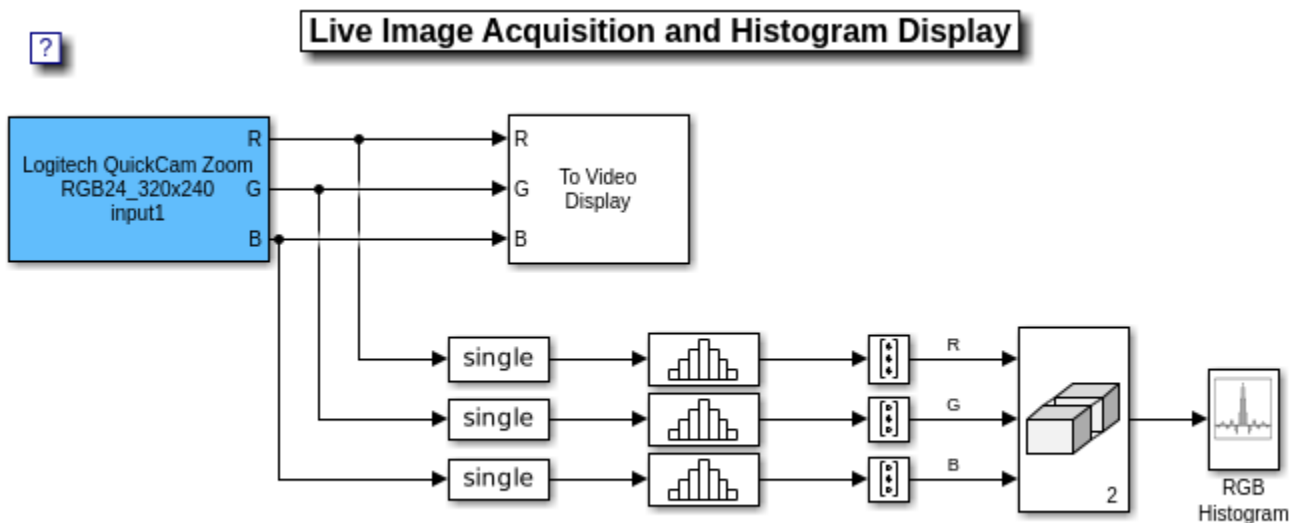 Live Image Acquisition and Histogram Display
?
Logitech QuickCam Zoom
RGB24_320x240
input1
R
G
B
R
G
B
To Video
Display
single
single
single
R
G
B
2
RGB
Histogram